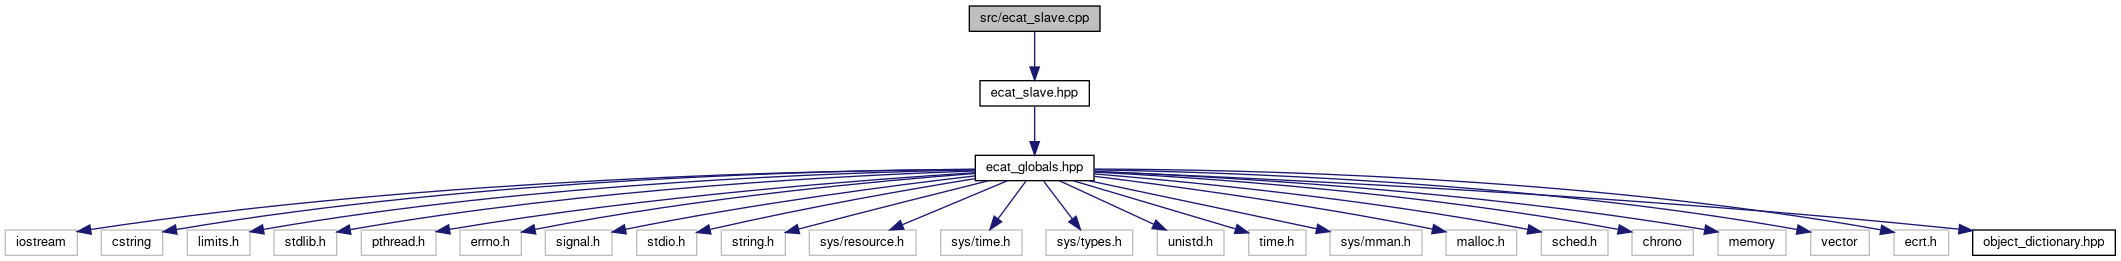 src/ecat_slave.cpp
ecat_slave.hpp
ecat_globals.hpp
iostream
cstring
limits.h
stdlib.h
pthread.h
errno.h
signal.h
stdio.h
string.h
sys/resource.h
sys/time.h
sys/types.h
unistd.h
time.h
sys/mman.h
malloc.h
sched.h
chrono
memory
vector
ecrt.h
object_dictionary.hpp